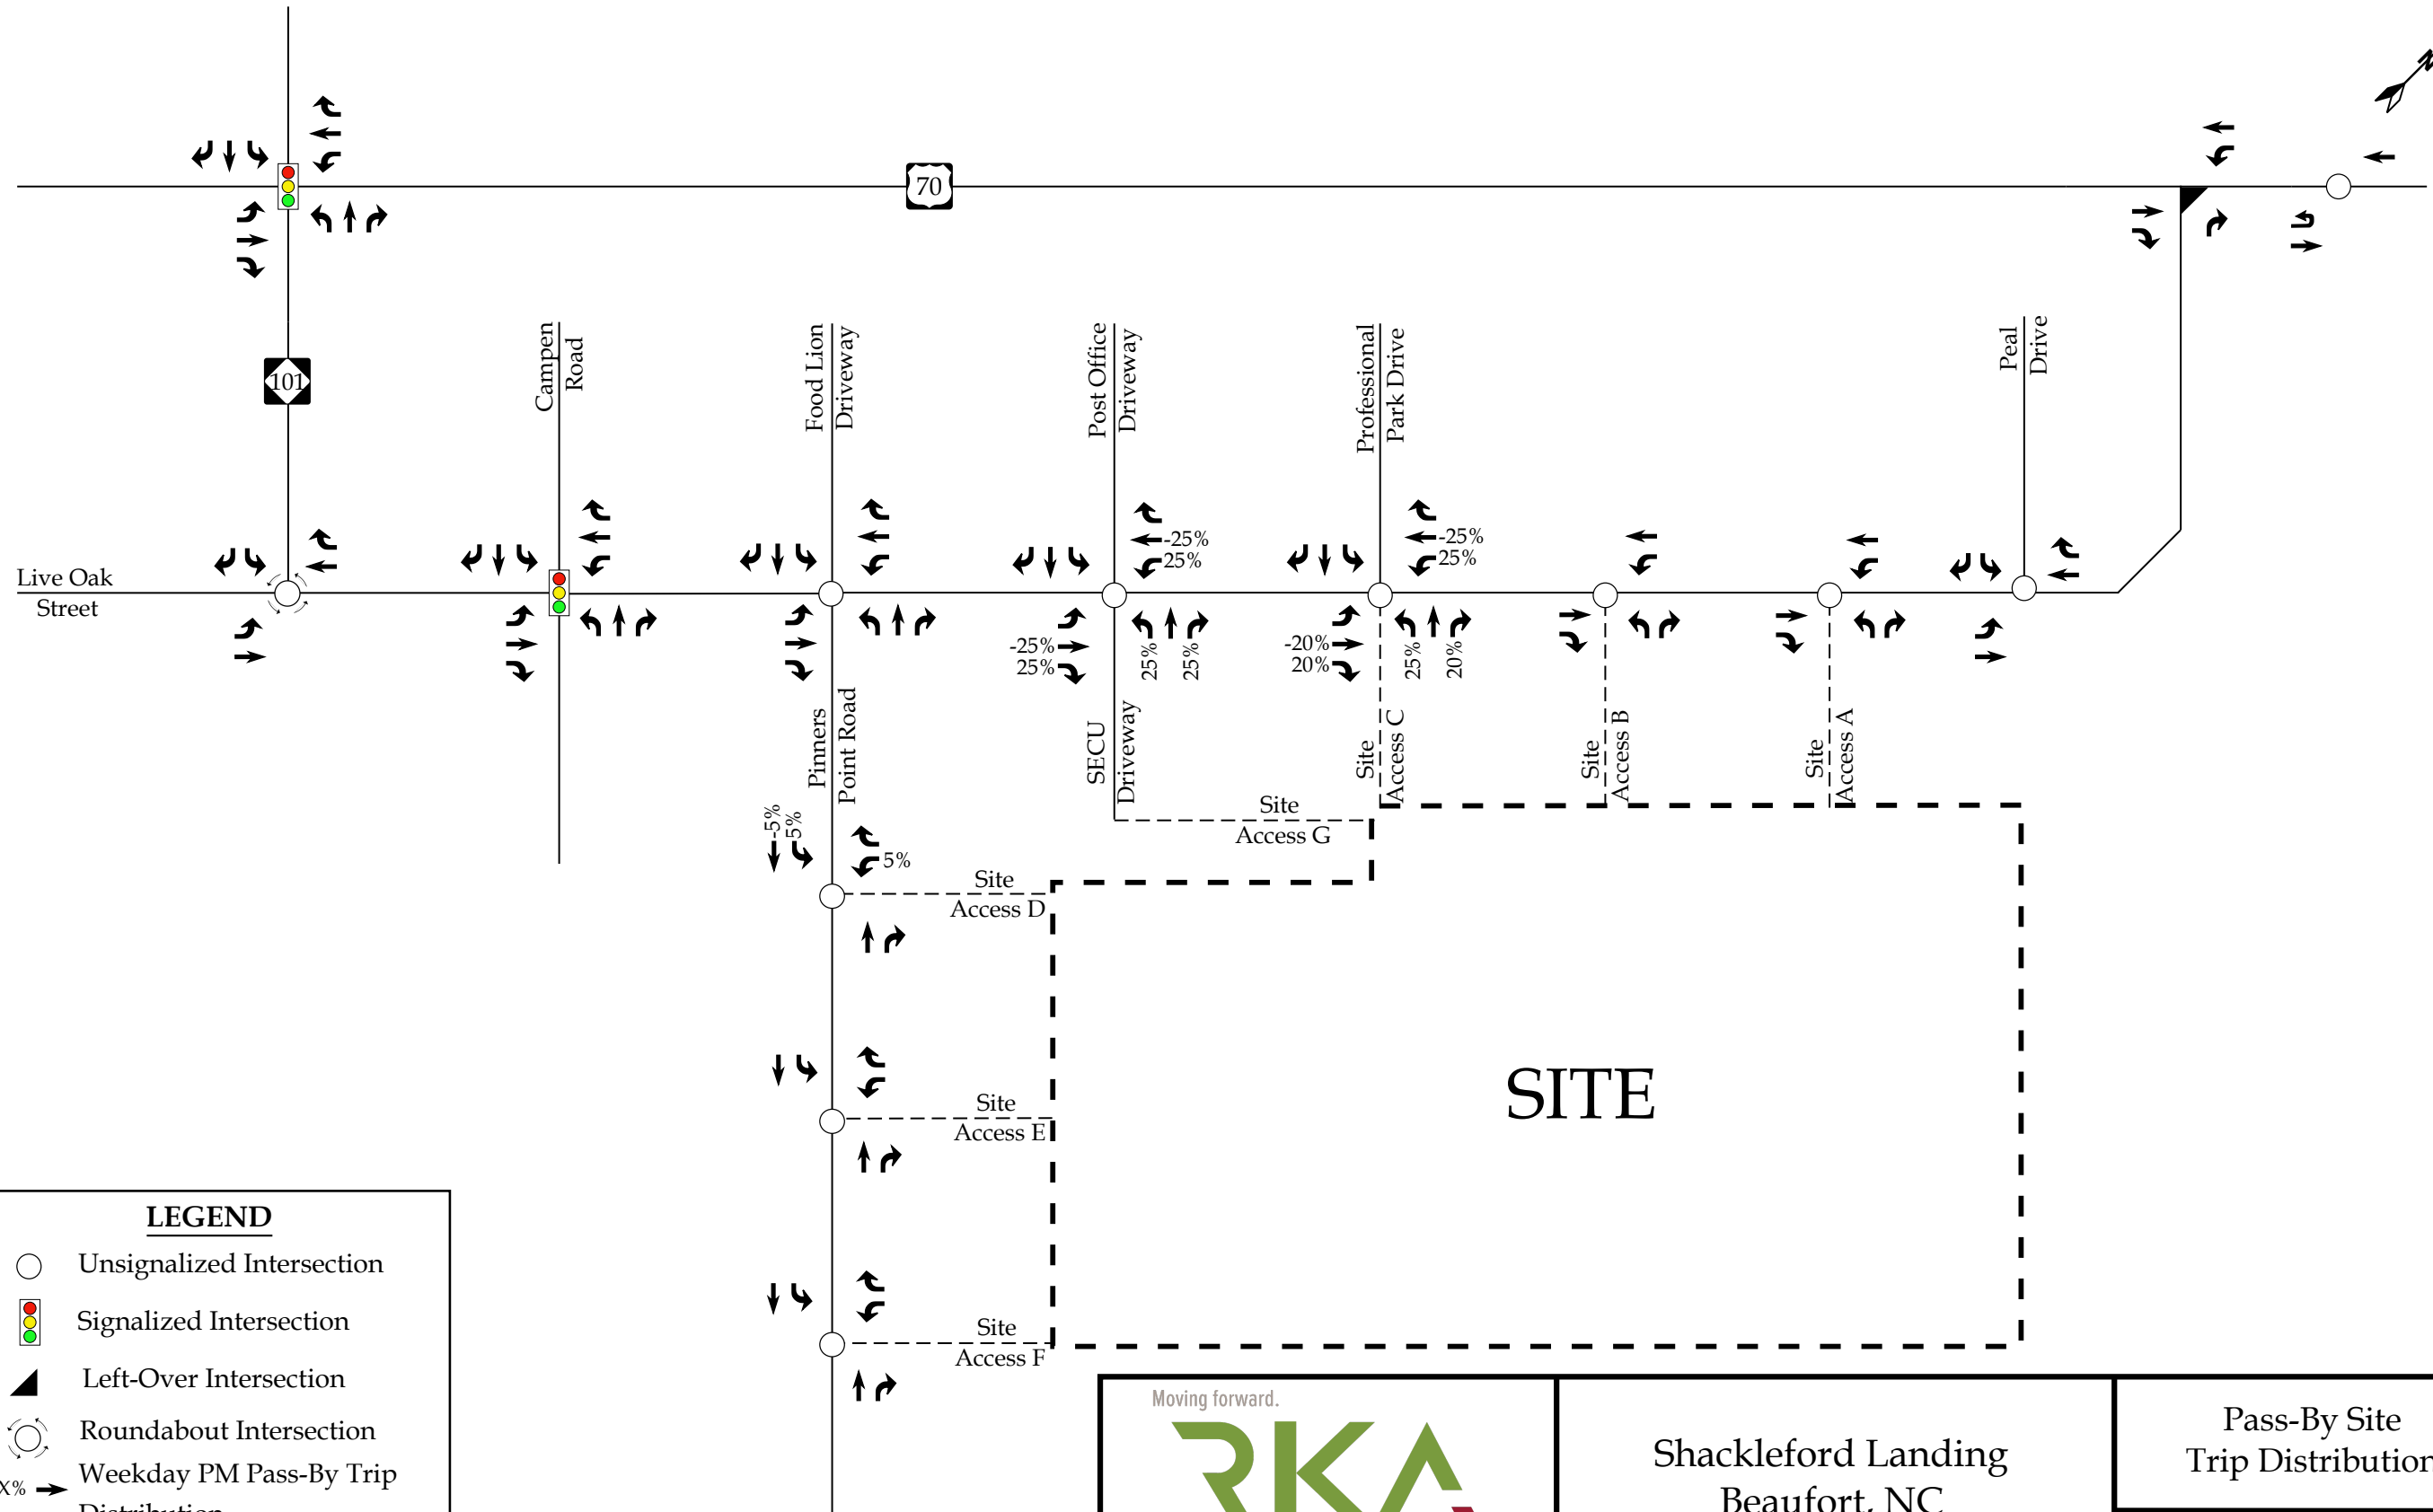 N
70
101
Campen
Road
Food Lion
Driveway
Post Office
Driveway
Professional
Park Drive
Peal
Drive
Live Oak
Street
-25%
25%
-25%
25%
-25%
25%
25%
25%
-20%
20%
25%
20%
Pinners
Point Road
SECU
Driveway
Site
Access C
Site
Access B
Site
Access A
Site
Access G
-5%
5%
5%
Site
Access D
Site
Access E
Site
Access F
SITE
LEGEND
Unsignalized Intersection
Signalized Intersection
Left-Over Intersection
Roundabout Intersection
X%
Weekday PM Pass-By Trip
Distribution
Moving forward.
RKA
Shackleford Landing
Beaufort, NC
Pass-By Site
Trip Distribution